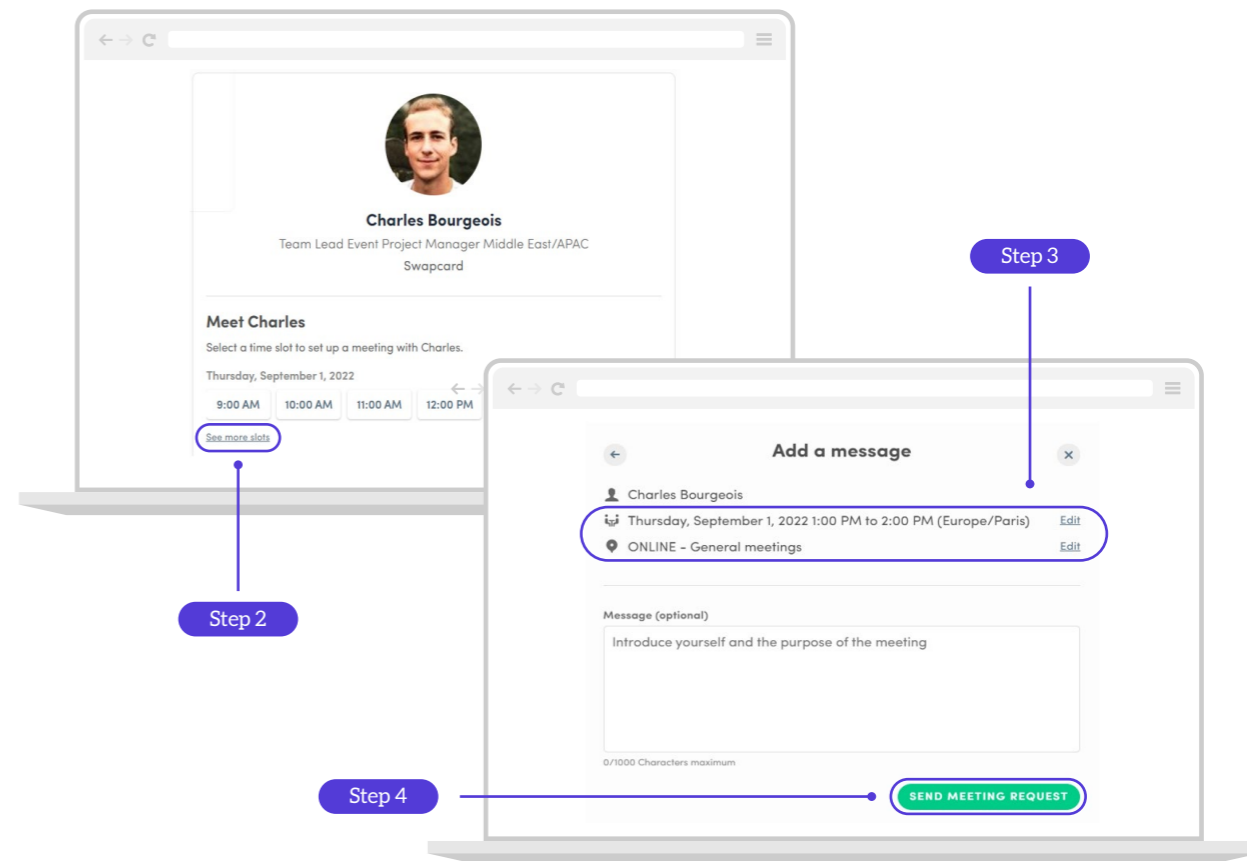 Charles Bourgeois
Team Lead Event Project Manager Middle East/APAC
Swapcard
Meet Charles
Select a time slot to set up a meeting with Charles.
Thursday, September 1, 2022
9:00 AM 10:00 AM 11:00 AM 12:00 PM
See more slots
Step 2
Step 3
Add a message
Charles Bourgeois
Thursday, September 1, 2022 1:00 PM to 2:00 PM (Europe/Paris) Edit
ONLINE - General meetings Edit
Message (optional)
Introduce yourself and the purpose of the meeting
0/1000 Characters maximum
Step 4
SEND MEETING REQUEST